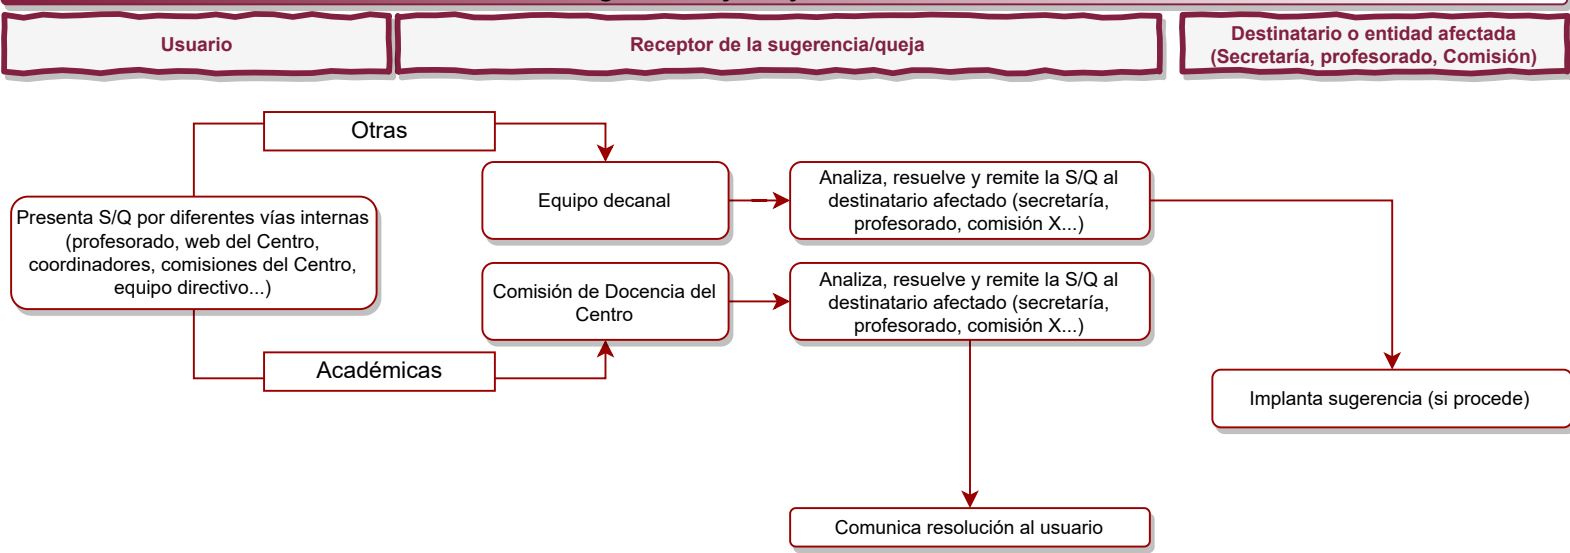 Usuario
Receptor de la sugerencia/queja
Destinatario o entidad afectada
(Secretaría, profesorado, Comisión)
Otras
Equipo decanal
Analiza, resuelve y remite la S/Q al
destinatario afectado (secretaría,
profesorado, comisión X...)
Presenta S/Q por diferentes vías internas
(profesorado, web del Centro,
coordinadores, comisiones del Centro,
equipo directivo...)
Comisión de Docencia del
Centro
Analiza, resuelve y remite la S/Q al
destinatario afectado (secretaría,
profesorado, comisión X...)
Académicas
Implanta sugerencia (si procede)
Comunica resolución al usuario